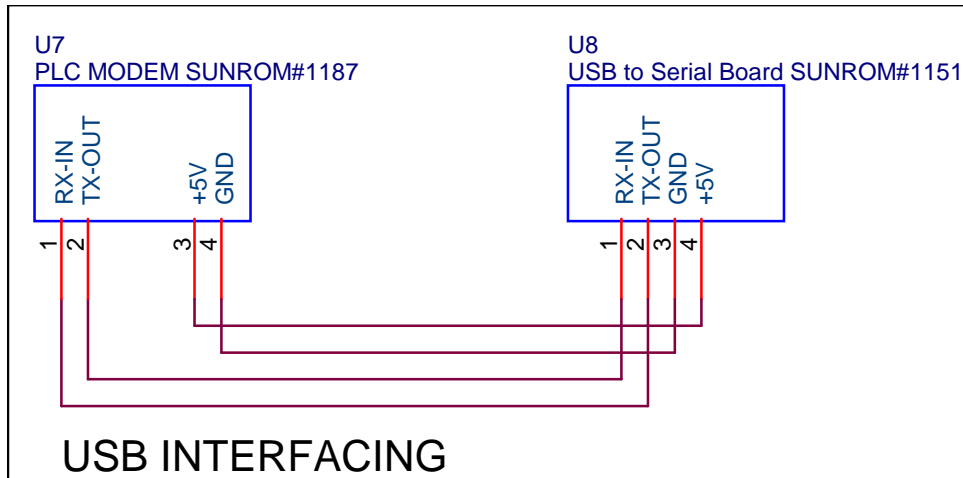 U7
PLC MODEM SUNROM#1187
RX-IN
TX-OUT
+5V
GND
1
2
3
4
U8
USB to Serial Board SUNROM#1151
RX-IN
TX-OUT
GND
+5V
1
2
3
4
USB INTERFACING